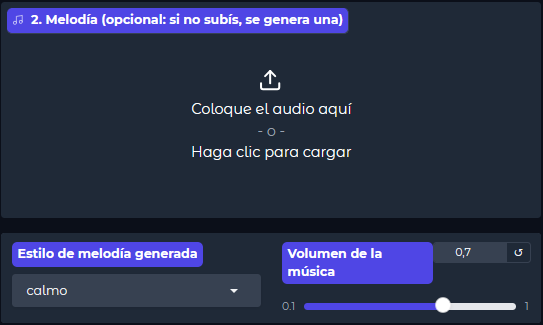 2. Melodía (opcional: si no subís, se genera una)
Coloque el audio aquí
- o -
Haga clic para cargar
Estilo de melodía generada
calmo
Volumen de la
música
0,7
↺
0.1
1